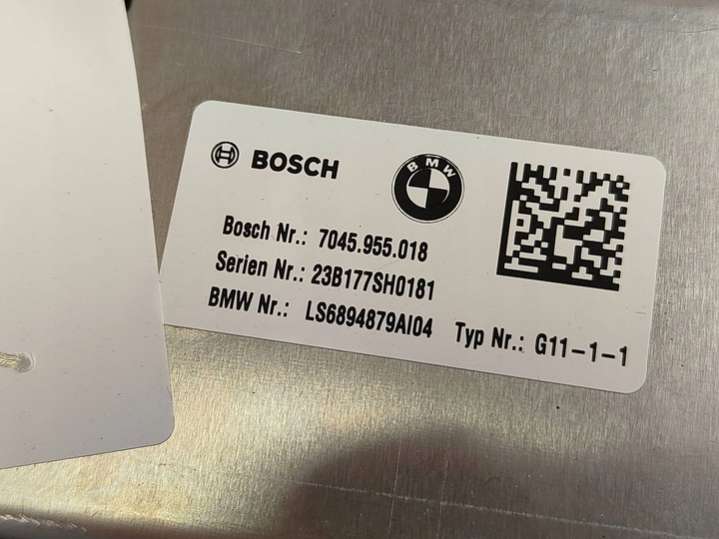 BOSCH
BMW
Bosch Nr.: 7045.955.018
Serien Nr.: 23B177SH0181
BMW Nr.: LS6894879AI04 Typ Nr.: G11-1-1